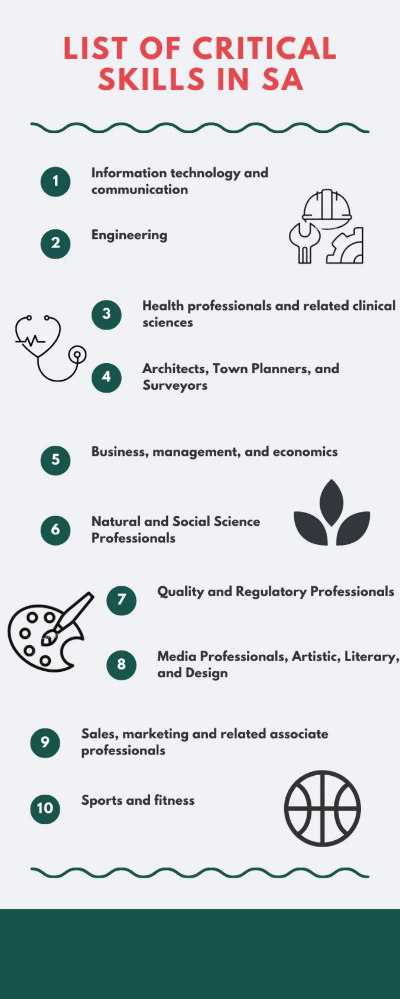 LIST OF CRITICAL
SKILLS IN SA
1
Information technology and
communication
2
Engineering
3
Health professionals and related clinical
sciences
4
Architects, Town Planners, and
Surveyors
5
Business, management, and economics
6
Natural and Social Science
Professionals
7
Quality and Regulatory Professionals
8
Media Professionals, Artistic, Literary,
and Design
9
Sales, marketing and related associate
professionals
10
Sports and fitness